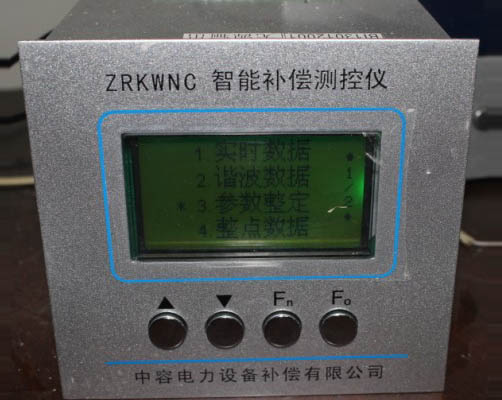 ZRKWNC 智能补偿测控仪
1 实时数据
2 谐波数据
1/2
* 3 参数整定
4 整点数据
▲ ▼ Fn Fo
中容电力设备补偿有限公司